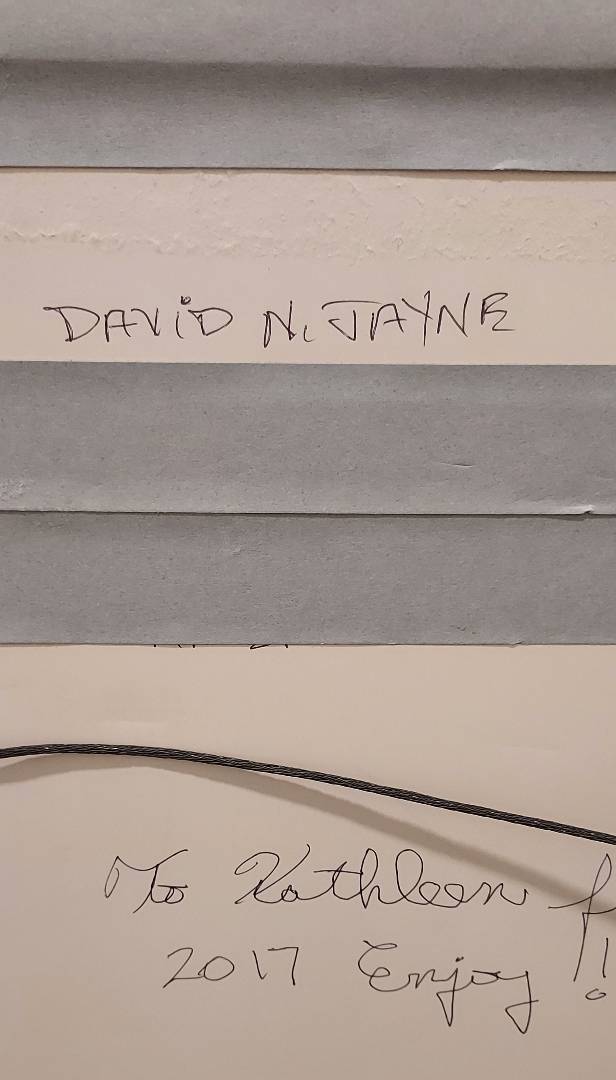 DAViD N. JAYNE
To Kathleen
2017 Enjoy!